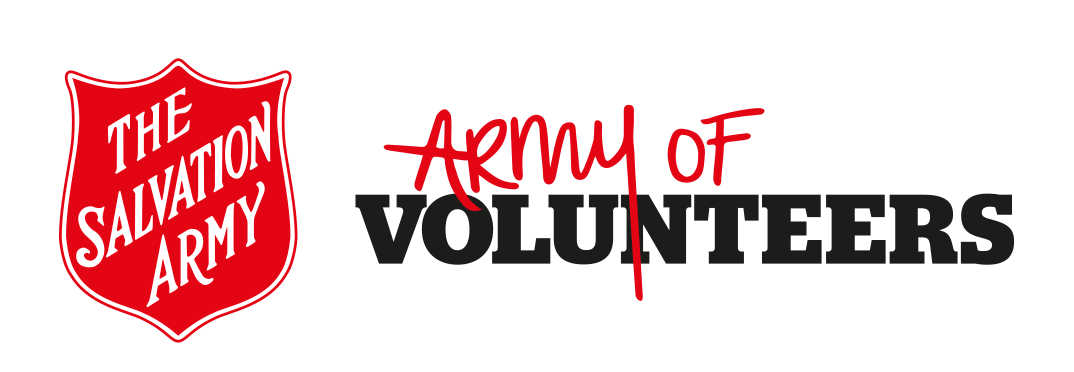 THE
SALVATION
ARMY
ARMY OF
VOLUNTEERS